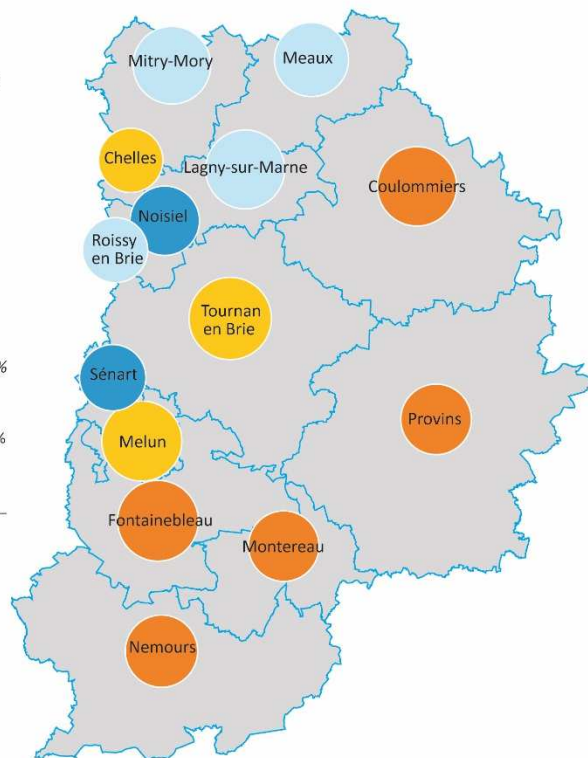 Mitry-Mory
Meaux
Chelles
Lagny-sur-Marne
Coulommiers
Noisiel
Roissy
en Brie
Tournan
en Brie
%
Sénart
Provins
%
Melun
Fontainebleau
Montereau
Nemours